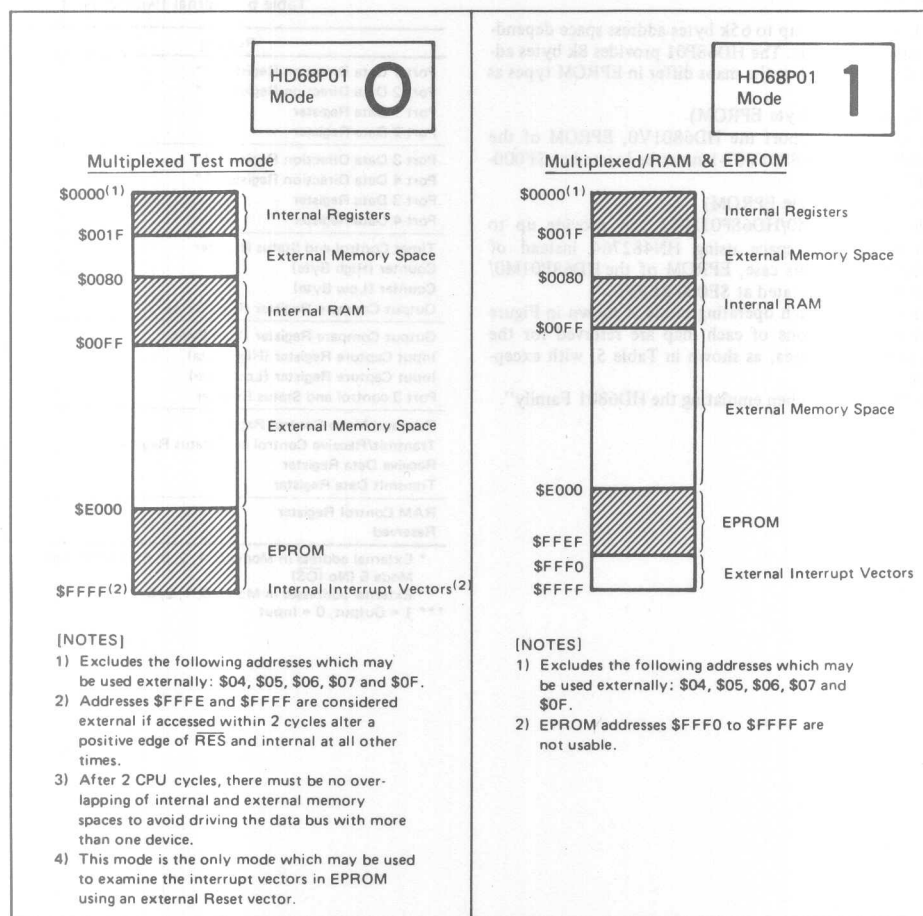 HD68P01
Mode 0
Multiplexed Test mode
$0000(1)
Internal Registers
$001F
External Memory Space
$0080
Internal RAM
$00FF
External Memory Space
$E000
EPROM
$FFFF(2)
Internal Interrupt Vectors(2)
[NOTES]
1) Excludes the following addresses which may
be used externally: $04, $05, $06, $07 and $0F.
2) Addresses $FFFE and $FFFF are considered
external if accessed within 2 cycles alter a
positive edge of RES and internal at all other
times.
3) After 2 CPU cycles, there must be no over-
lapping of internal and external memory
spaces to avoid driving the data bus with more
than one device.
4) This mode is the only mode which may be used
to examine the interrupt vectors in EPROM
using an external Reset vector.
HD68P01
Mode 1
Multiplexed/RAM & EPROM
$0000(1)
Internal Registers
$001F
External Memory Space
$0080
Internal RAM
$00FF
External Memory Space
$E000
EPROM
$FFEF
$FFF0
External Interrupt Vectors
$FFFF
[NOTES]
1) Excludes the following addresses which may
be used externally: $04, $05, $06, $07 and
$0F.
2) EPROM addresses $FFF0 to $FFFF are
not usable.